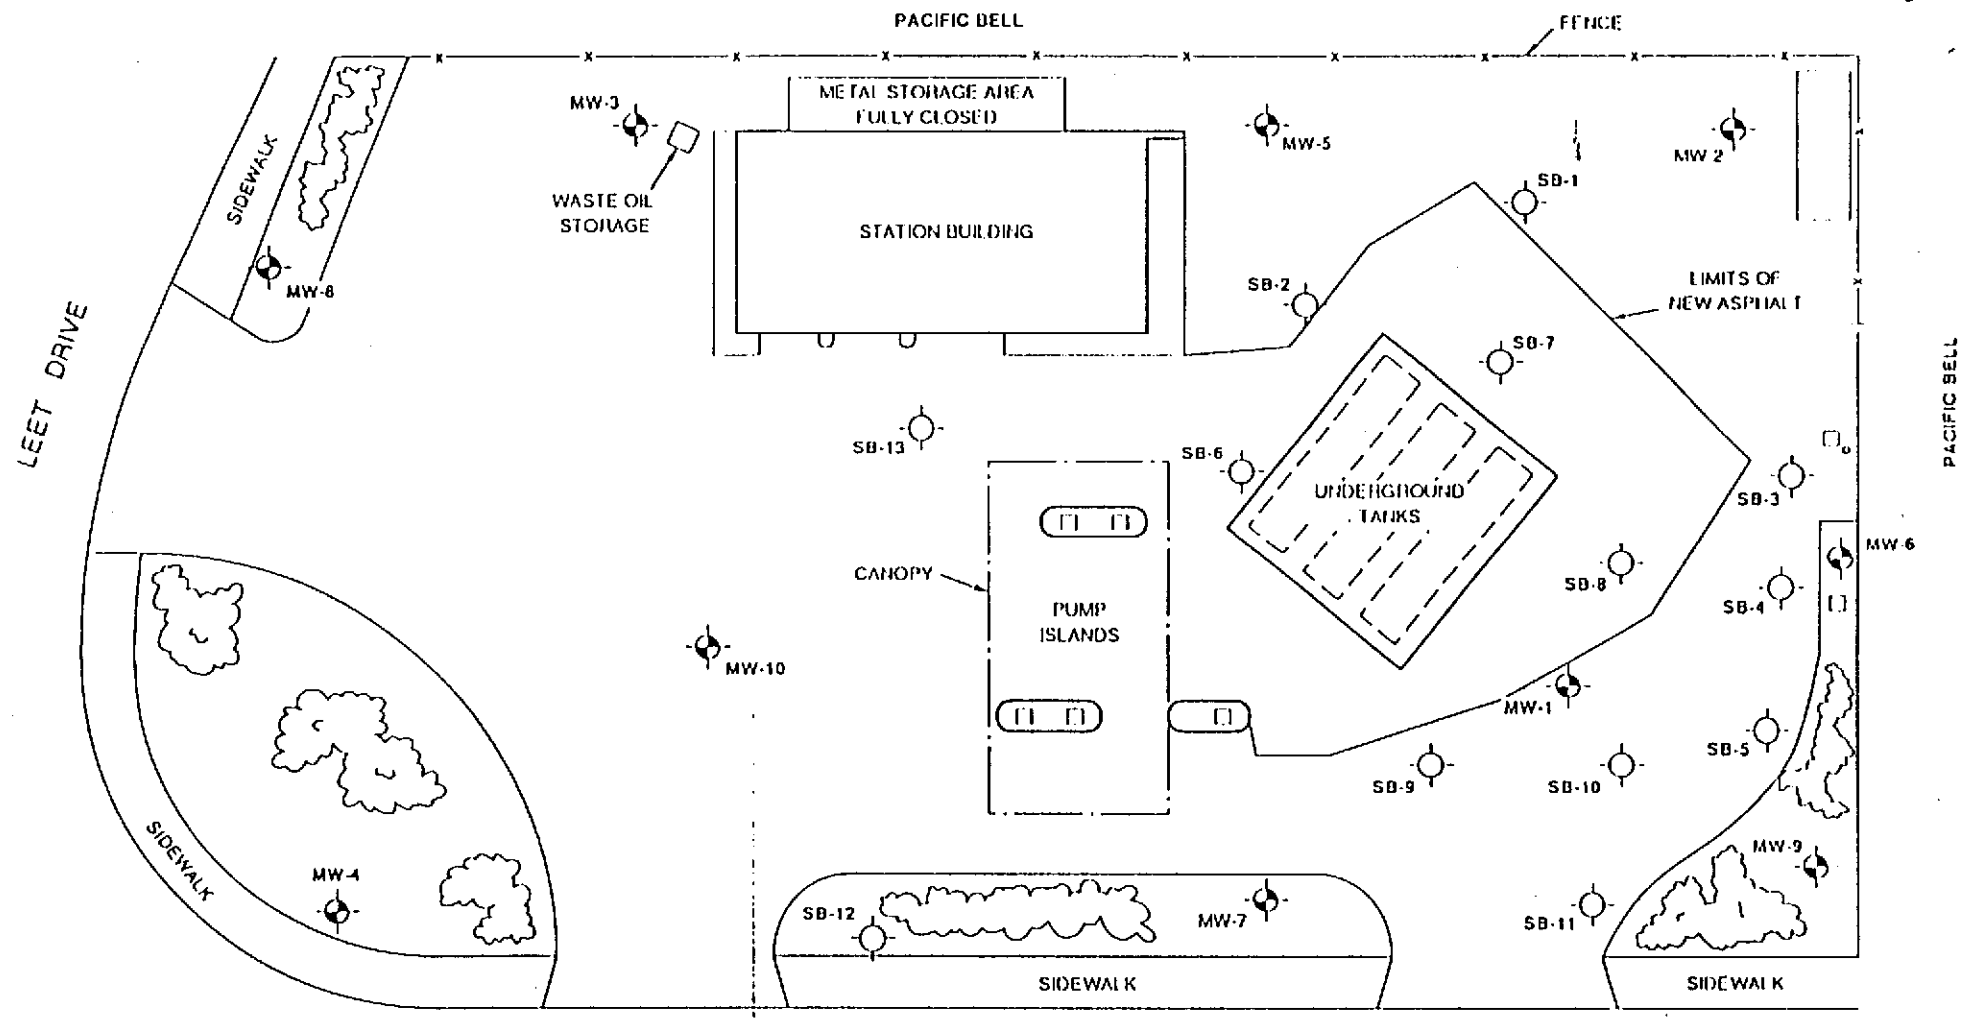 PACIFIC BELL
FENCE
METAL STORAGE AREA
FULLY CLOSED
MW-3
MW-5
MW-2
SIDEWALK
SB-1
WASTE OIL
STORAGE
STATION BUILDING
MW-8
SB-2
LIMITS OF
NEW ASPHALT
LEET DRIVE
SB-7
PACIFIC BELL
SB-13
SB-6
UNDERGROUND
TANKS
SB-3
MW-6
CANOPY
SB-8
SB-4
PUMP
ISLANDS
MW-10
MW-1
SB-5
SB-9
SB-10
SIDEWALK
MW-9
MW-4
SB-12
MW-7
SB-11
SIDEWALK
SIDEWALK